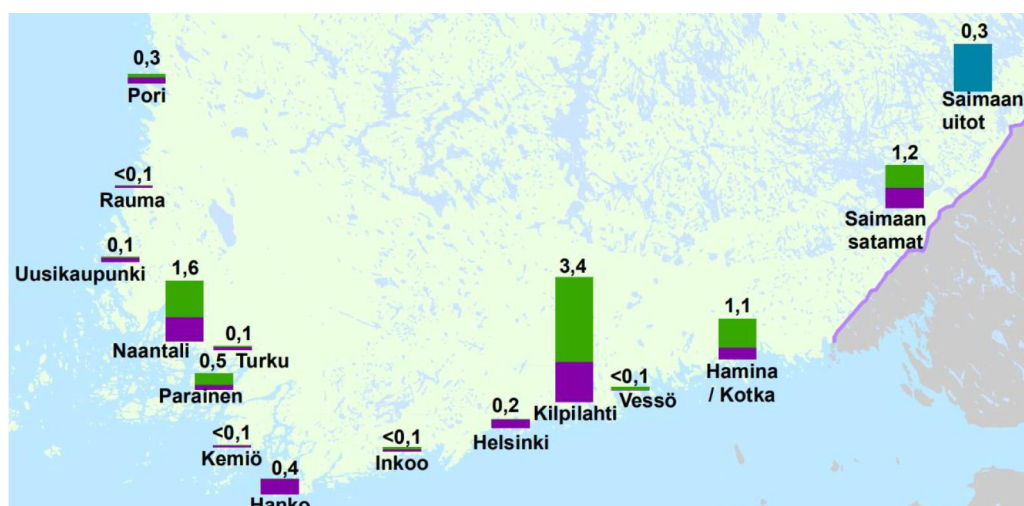 0,3
Pori
0,3
Saimaan
uitot
<0,1
Rauma
1,2
Saimaan
satamat
0,1
Uusikaupunki
1,6
Naantali
3,4
Kilpilahti
1,1
Hamina
/ Kotka
0,1
Turku
0,5
Parainen
<0,1
Vessö
0,2
Helsinki
<0,1
Kemiö
<0,1
Inkoo
0,4
Hanko